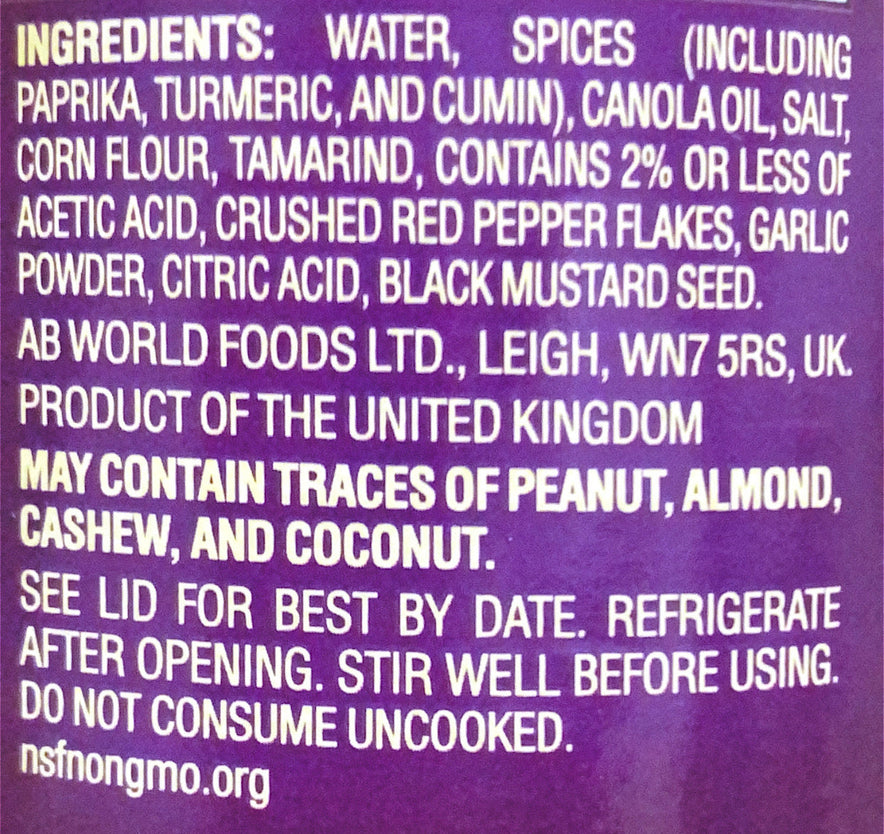 INGREDIENTS: WATER, SPICES (INCLUDING
PAPRIKA, TURMERIC, AND CUMIN), CANOLA OIL, SALT,
CORN FLOUR, TAMARIND, CONTAINS 2% OR LESS OF
ACETIC ACID, CRUSHED RED PEPPER FLAKES, GARLIC
POWDER, CITRIC ACID, BLACK MUSTARD SEED.
AB WORLD FOODS LTD., LEIGH, WN7 5RS, UK.
PRODUCT OF THE UNITED KINGDOM
MAY CONTAIN TRACES OF PEANUT, ALMOND,
CASHEW, AND COCONUT.
SEE LID FOR BEST BY DATE. REFRIGERATE
AFTER OPENING. STIR WELL BEFORE USING.
DO NOT CONSUME UNCOOKED.
nsfnongmo.org